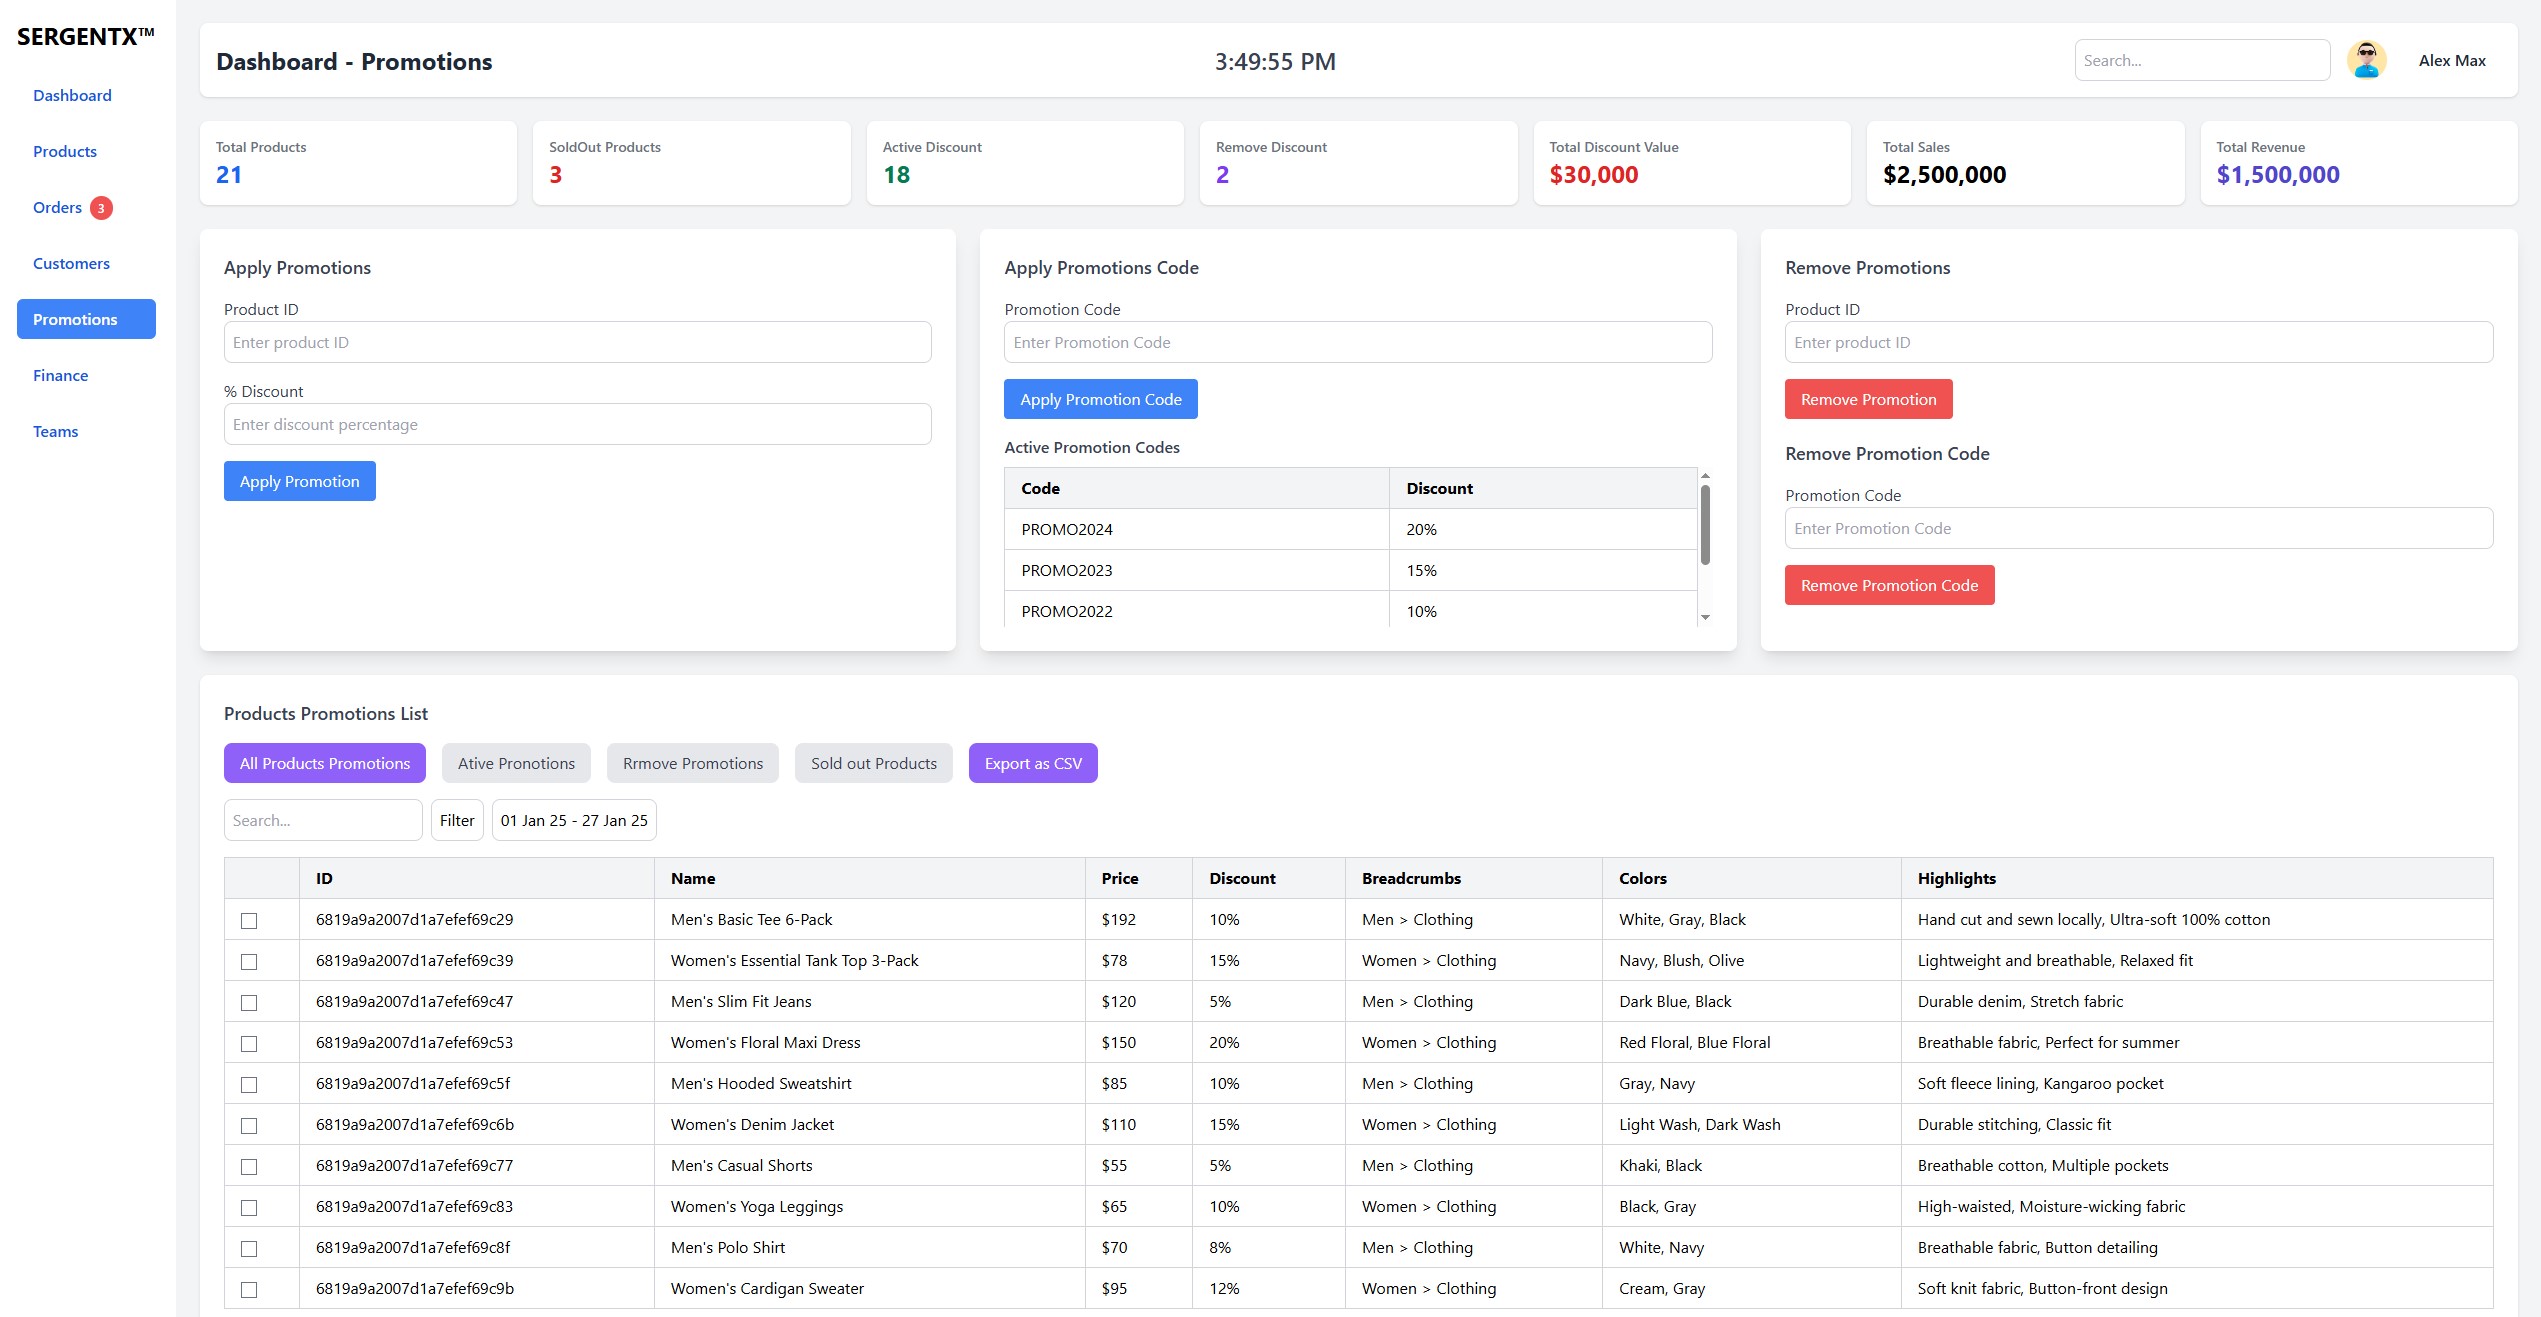 SERGENTX™
Dashboard
Products
Orders 3
Customers
Promotions
Finance
Teams
Dashboard - Promotions
3:49:55 PM
Search...
Alex Max
Total Products
21
SoldOut Products
3
Active Discount
18
Remove Discount
2
Total Discount Value
$30,000
Total Sales
$2,500,000
Total Revenue
$1,500,000
Apply Promotions
Product ID
Enter product ID
% Discount
Enter discount percentage
Apply Promotion
Apply Promotions Code
Promotion Code
Enter Promotion Code
Apply Promotion Code
Active Promotion Codes
Code Discount
PROMO2024 20%
PROMO2023 15%
PROMO2022 10%
Remove Promotions
Product ID
Enter product ID
Remove Promotion
Remove Promotion Code
Promotion Code
Enter Promotion Code
Remove Promotion Code
Products Promotions List
All Products Promotions Ative Pronotions Rrmove Promotions Sold out Products Export as CSV
Search... Filter 01 Jan 25 - 27 Jan 25
ID Name Price Discount Breadcrumbs Colors Highlights
6819a9a2007d1a7efef69c29 Men's Basic Tee 6-Pack $192 10% Men > Clothing White, Gray, Black Hand cut and sewn locally, Ultra-soft 100% cotton
6819a9a2007d1a7efef69c39 Women's Essential Tank Top 3-Pack $78 15% Women > Clothing Navy, Blush, Olive Lightweight and breathable, Relaxed fit
6819a9a2007d1a7efef69c47 Men's Slim Fit Jeans $120 5% Men > Clothing Dark Blue, Black Durable denim, Stretch fabric
6819a9a2007d1a7efef69c53 Women's Floral Maxi Dress $150 20% Women > Clothing Red Floral, Blue Floral Breathable fabric, Perfect for summer
6819a9a2007d1a7efef69c5f Men's Hooded Sweatshirt $85 10% Men > Clothing Gray, Navy Soft fleece lining, Kangaroo pocket
6819a9a2007d1a7efef69c6b Women's Denim Jacket $110 15% Women > Clothing Light Wash, Dark Wash Durable stitching, Classic fit
6819a9a2007d1a7efef69c77 Men's Casual Shorts $55 5% Men > Clothing Khaki, Black Breathable cotton, Multiple pockets
6819a9a2007d1a7efef69c83 Women's Yoga Leggings $65 10% Women > Clothing Black, Gray High-waisted, Moisture-wicking fabric
6819a9a2007d1a7efef69c8f Men's Polo Shirt $70 8% Men > Clothing White, Navy Breathable fabric, Button detailing
6819a9a2007d1a7efef69c9b Women's Cardigan Sweater $95 12% Women > Clothing Cream, Gray Soft knit fabric, Button-front design